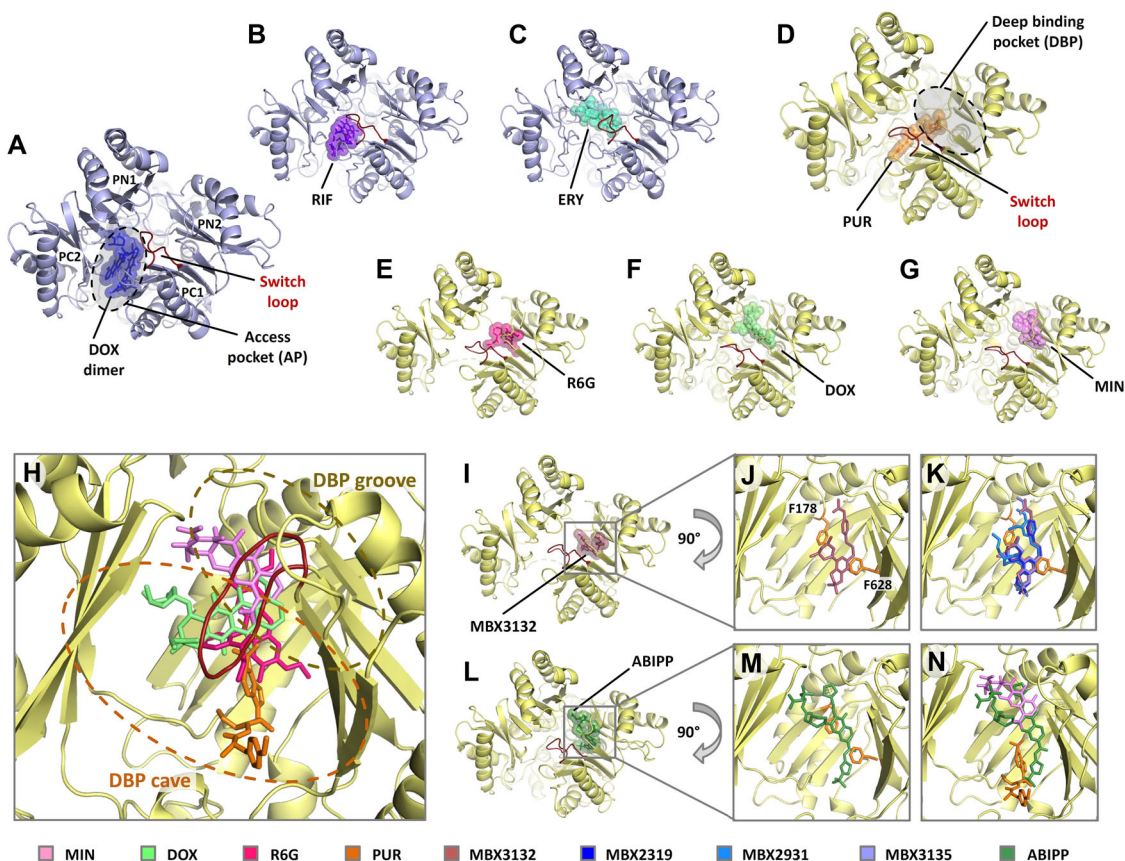 A
PN1
PN2
PC2
PC1
Switch
loop
DOX
dimer
Access
pocket (AP)
B
RIF
C
ERY
D
Deep binding
pocket (DBP)
PUR
Switch
loop
E
R6G
F
DOX
G
MIN
H
DBP groove
DBP cave
I
MBX3132
90°
J
F178
F628
K
L
ABIPP
90°
M
N
MIN DOX R6G PUR MBX3132 MBX2319 MBX2931 MBX3135 ABIPP